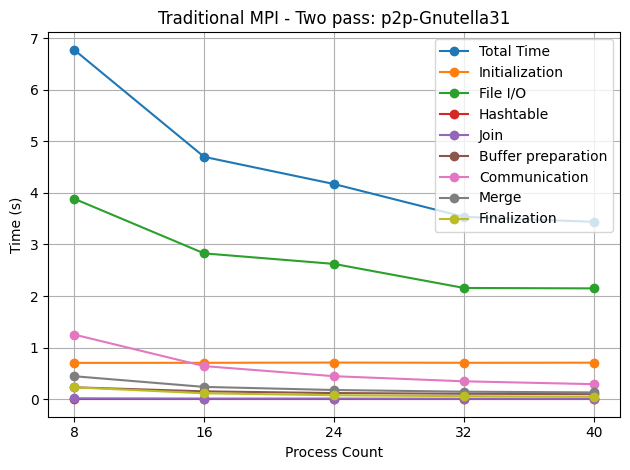 Traditional MPI - Two pass: p2p-Gnutella31
Time (s)
7
6
5
4
3
2
1
0
Total Time
Initialization
File I/O
Hashtable
Join
Buffer preparation
Communication
Merge
Finalization
8 16 24 32 40
Process Count